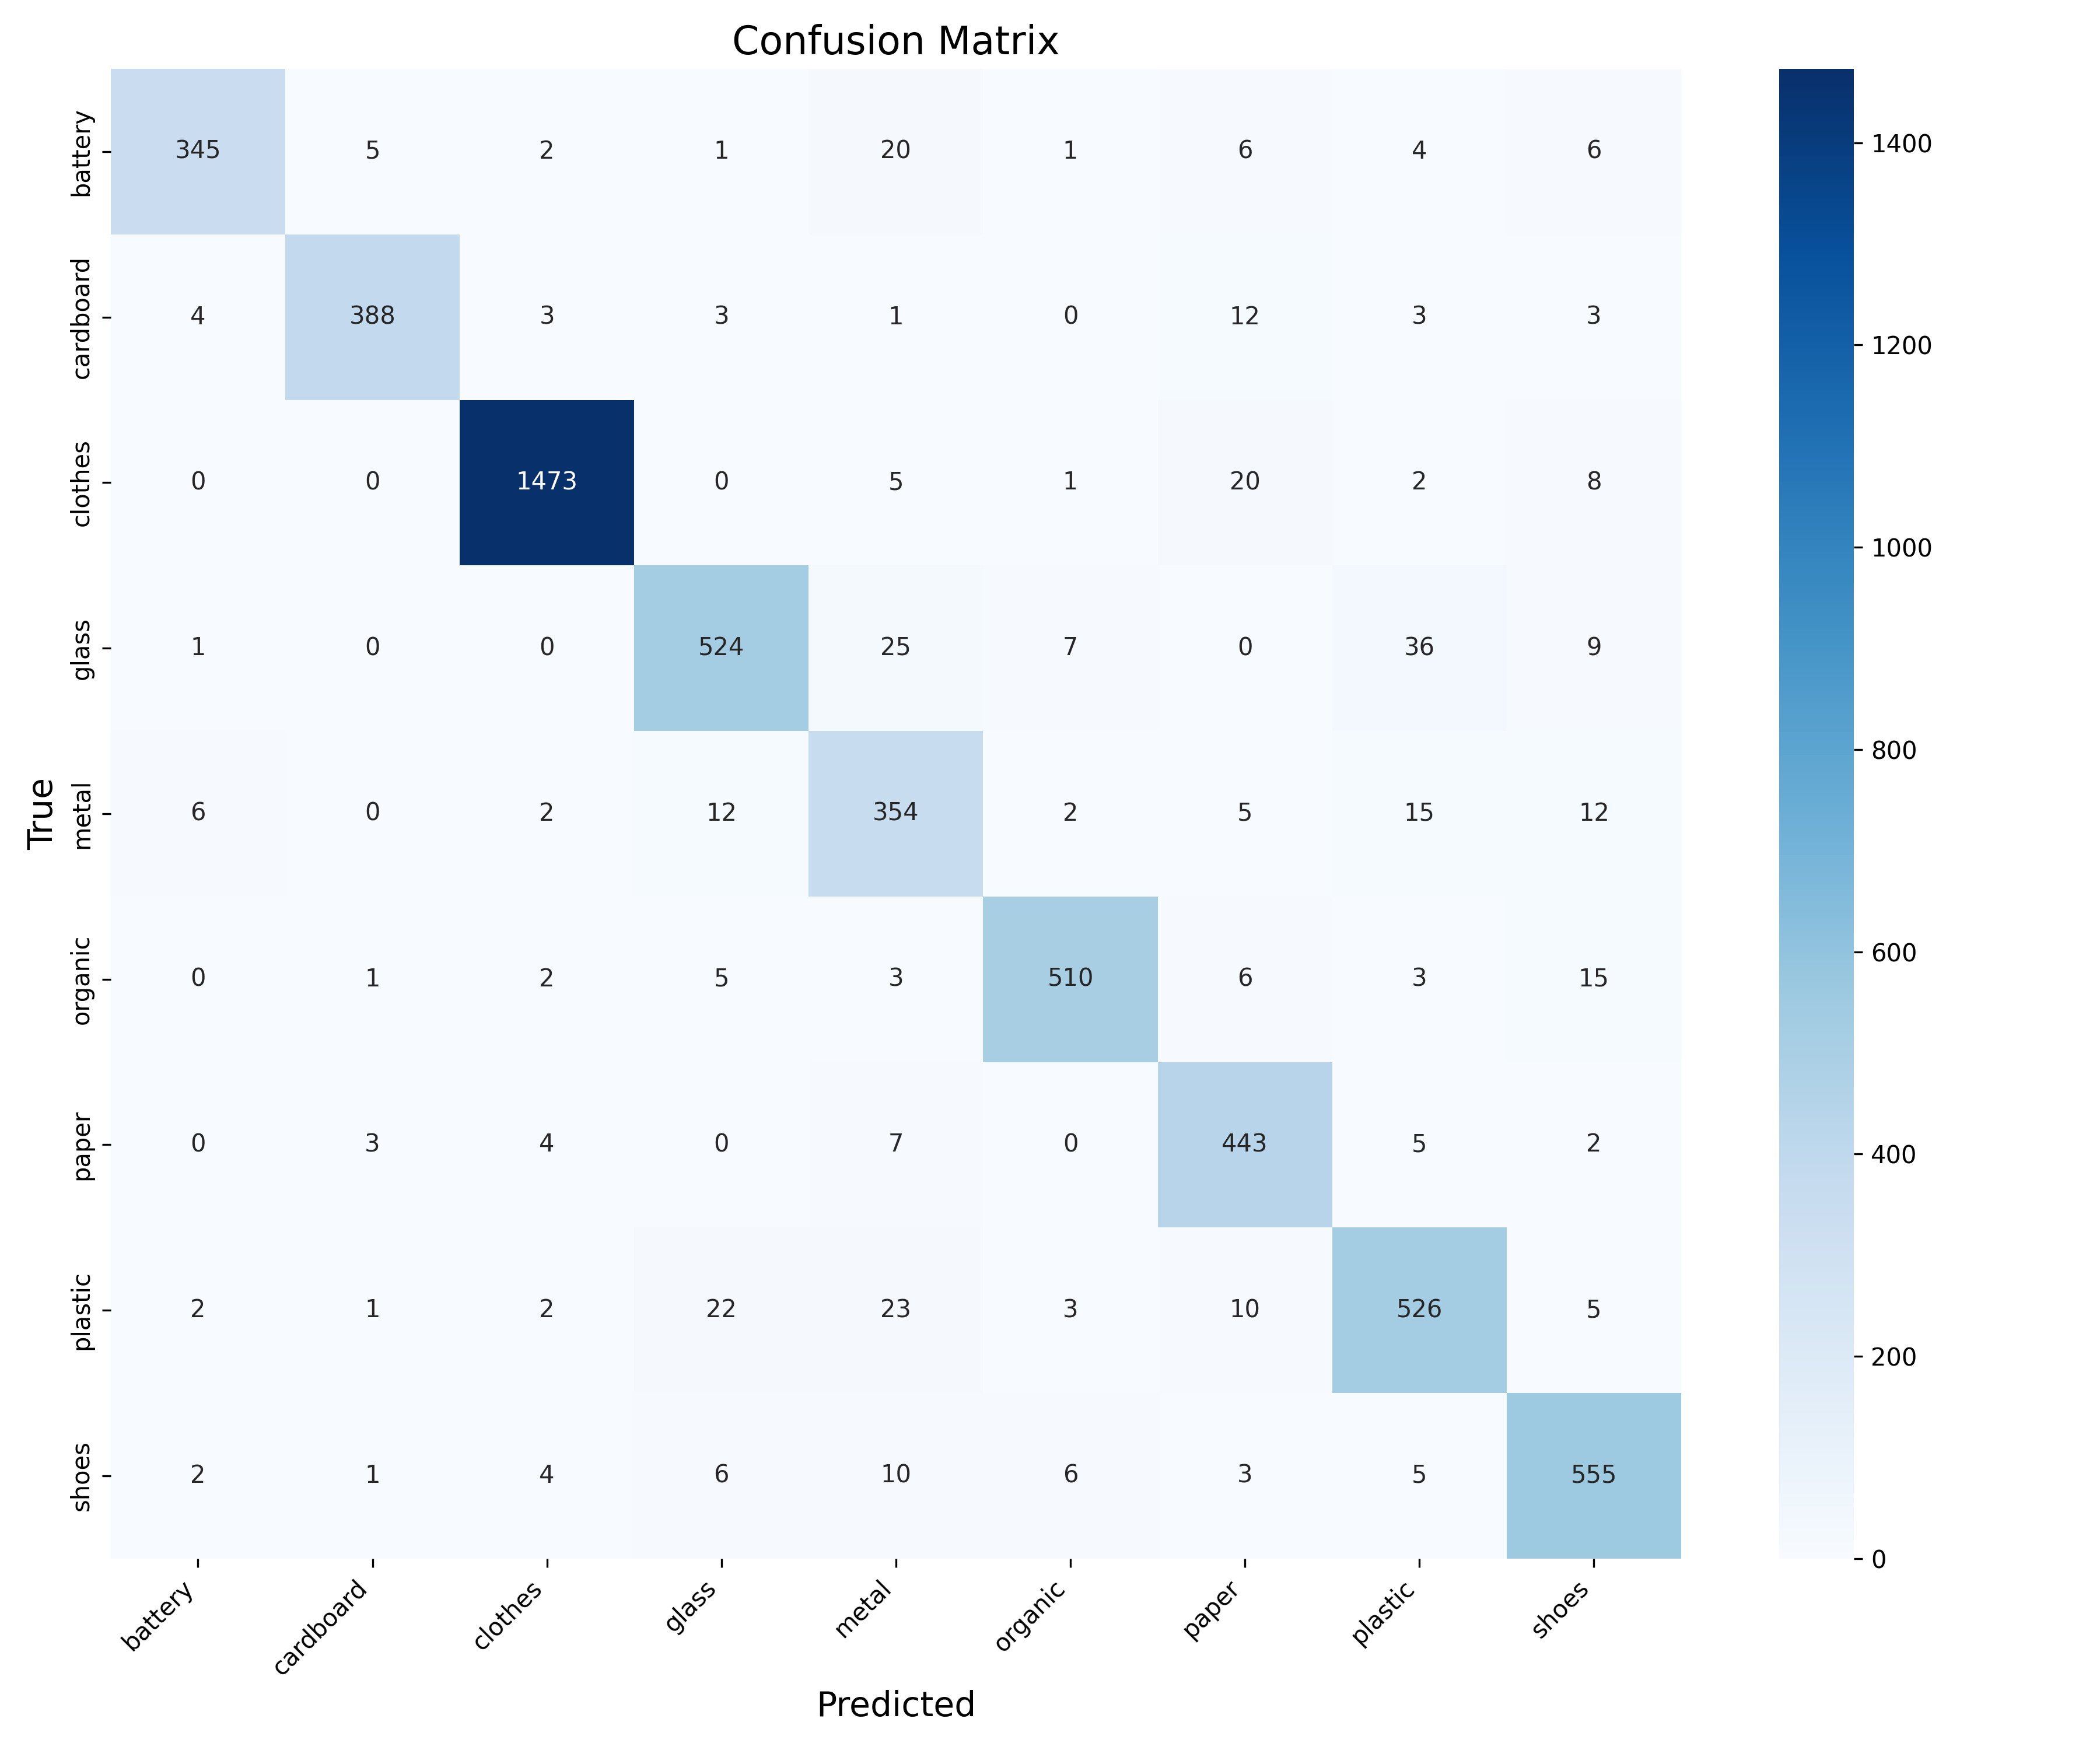 Confusion Matrix
True
battery 345 5 2 1 20 1 6 4 6
cardboard 4 388 3 3 1 0 12 3 3
clothes 0 0 1473 0 5 1 20 2 8
glass 1 0 0 524 25 7 0 36 9
metal 6 0 2 12 354 2 5 15 12
organic 0 1 2 5 3 510 6 3 15
paper 0 3 4 0 7 0 443 5 2
plastic 2 1 2 22 23 3 10 526 5
shoes 2 1 4 6 10 6 3 5 555
battery cardboard clothes glass metal organic paper plastic shoes
Predicted
1400
1200
1000
800
600
400
200
0